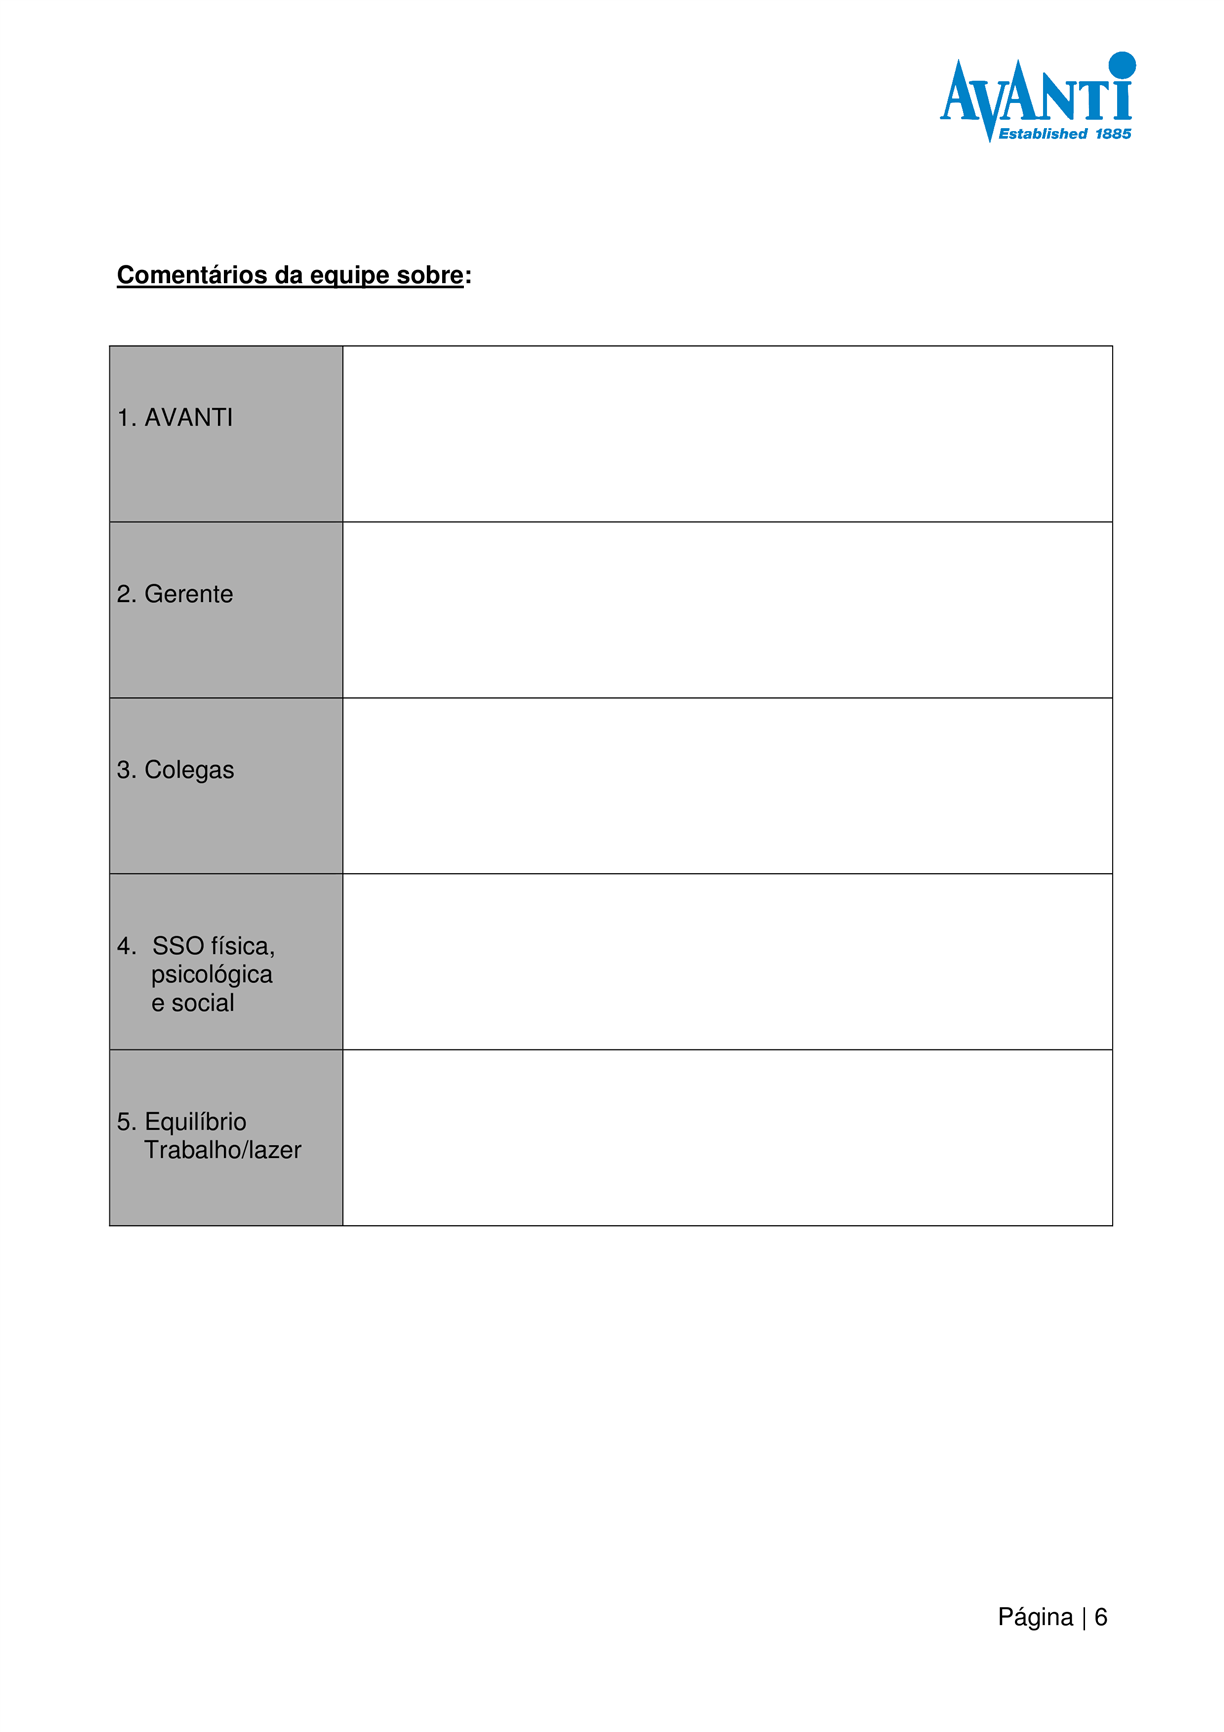 AVANTI
Established 1885
Comentários da equipe sobre:
1. AVANTI
2. Gerente
3. Colegas
4. SSO física,
psicológica
e social
5. Equilíbrio
Trabalho/lazer
Página | 6